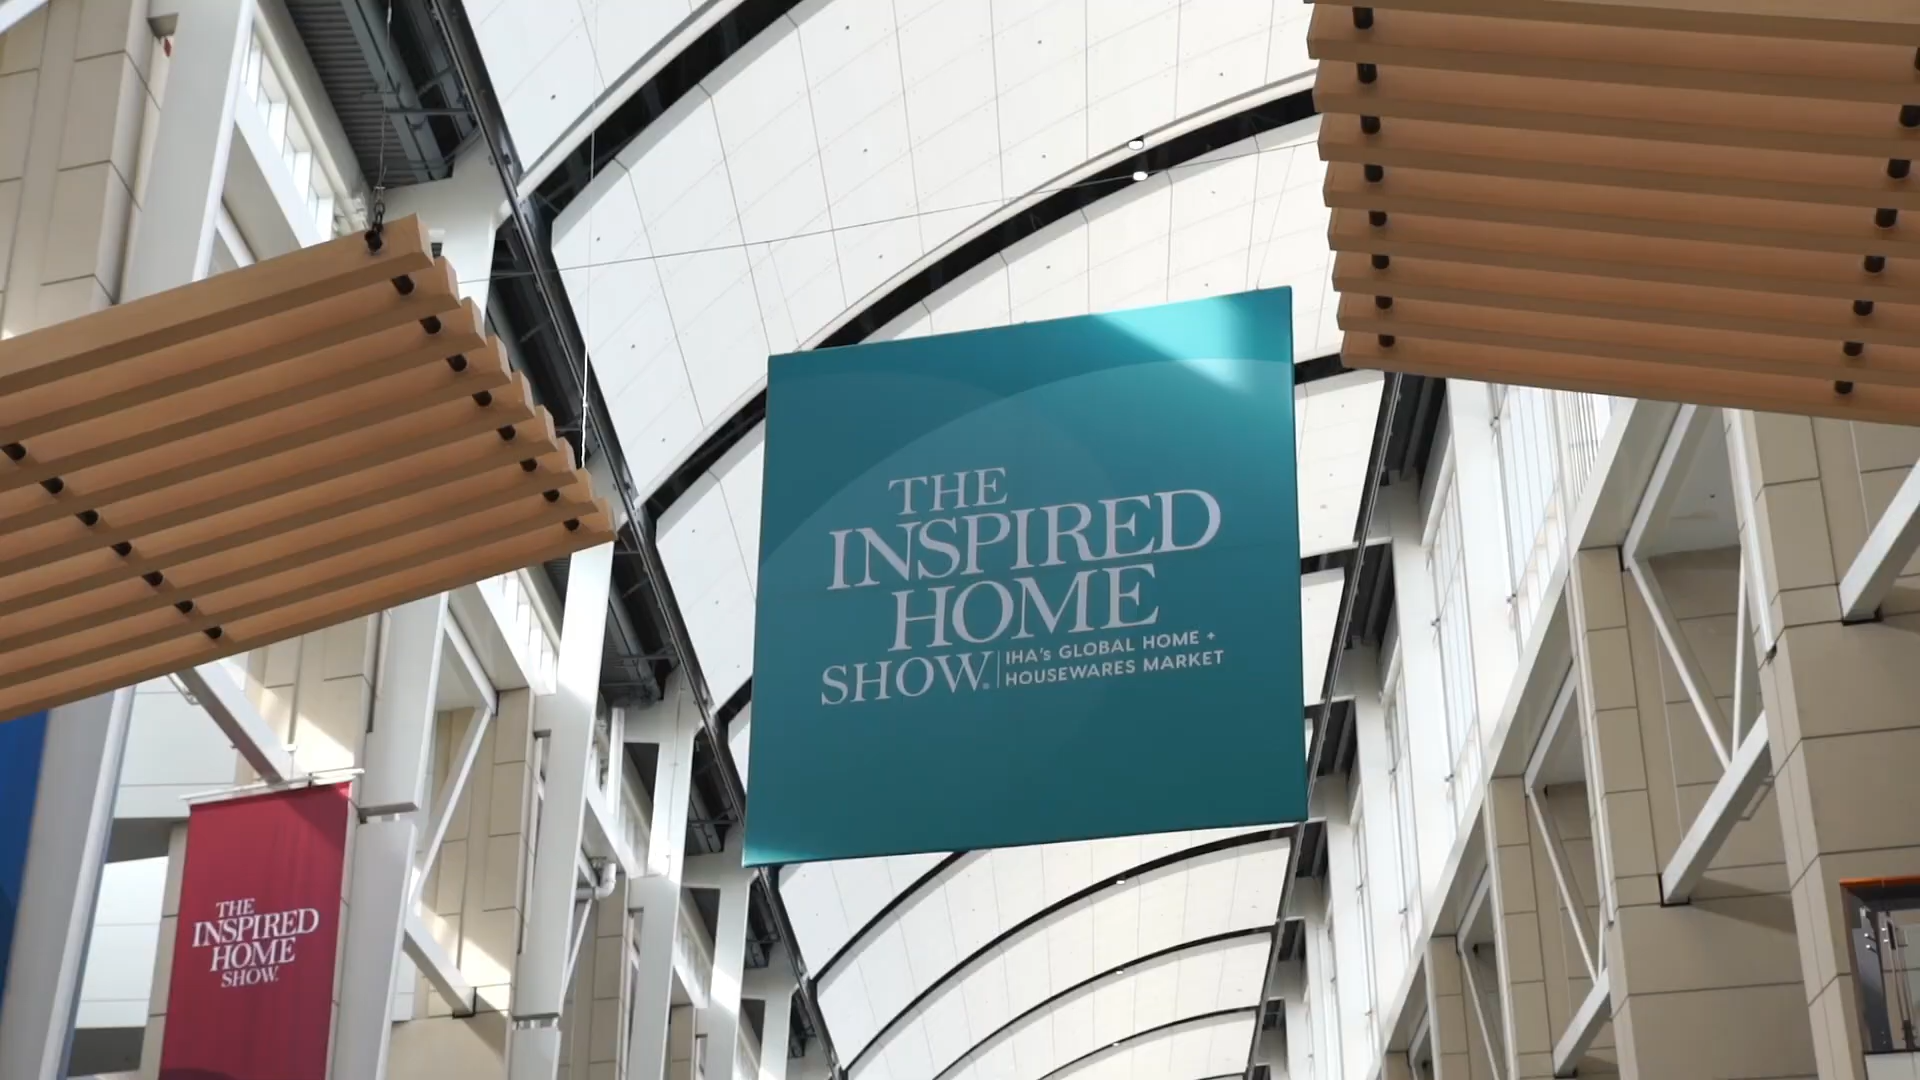 THE
INSPIRED
HOME
SHOW®
IHA's GLOBAL HOME +
HOUSEWARES MARKET
THE
INSPIRED
HOME
SHOW.